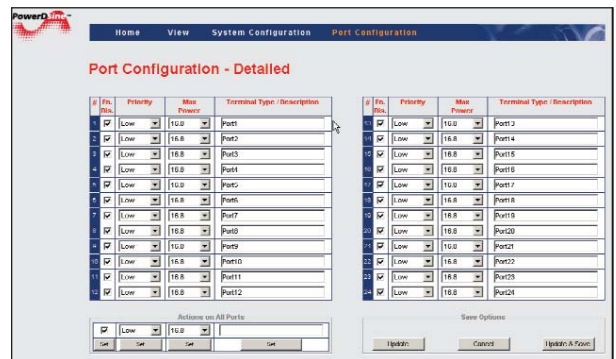 PowerDsine
Home View System Configuration Port Configuration
Port Configuration - Detailed
# En. Dis. Priority Max Power Terminal Type / Description
1 Low 16.8 Port1
2 Low 16.8 Port2
3 Low 16.8 Port3
4 Low 16.8 Port4
5 Low 16.8 Port5
6 Low 16.8 Port6
7 Low 16.8 Port7
8 Low 16.8 Port8
9 Low 16.8 Port9
10 Low 16.8 Port10
11 Low 16.8 Port11
12 Low 16.8 Port12
# En. Dis. Priority Max Power Terminal Type / Description
13 Low 16.8 Port13
14 Low 16.8 Port14
15 Low 16.8 Port15
16 Low 16.8 Port16
17 Low 16.8 Port17
18 Low 16.8 Port18
19 Low 16.8 Port19
20 Low 16.8 Port20
21 Low 16.8 Port21
22 Low 16.8 Port22
23 Low 16.8 Port23
24 Low 16.8 Port24
Actions on All Ports
Low 16.8
Set Set Set Set
Save Options
Update Cancel Update & Save